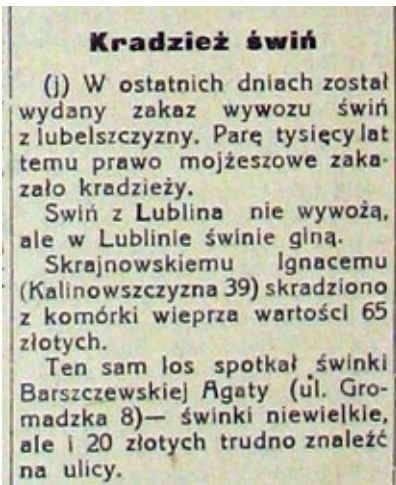 Kradzież świń
(j) W ostatnich dniach został
wydany zakaz wywozu świń
z lubelszczyzny. Parę tysięcy lat
temu prawo mojżeszowe zaka-
zało kradzieży.
Swiń z Lublina nie wywożą,
ale w Lublinie świnie giną.
Skrajnowskiemu Ignacemu
(Kalinowszczyzna 39) skradziono
z komórki wieprza wartości 65
złotych.
Ten sam los spotkał świnki
Barszczewskiej Agaty (ul. Gro-
madzka 8)— świnki niewielkie,
ale i 20 złotych trudno znaleźć
na ulicy.